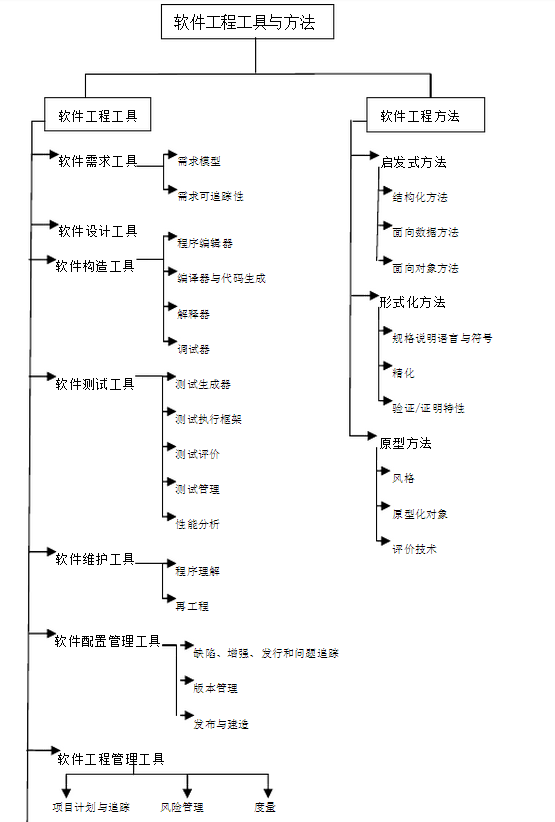 软件工程工具与方法
软件工程工具
软件需求工具
需求模型
需求可追踪性
软件设计工具
软件构造工具
程序编辑器
编译器与代码生成
解释器
调试器
软件测试工具
测试生成器
测试执行框架
测试评价
测试管理
性能分析
软件维护工具
程序理解
再工程
软件配置管理工具
缺陷、增强、发行和问题追踪
版本管理
发布与建造
软件工程管理工具
项目计划与追踪
风险管理
度量
软件工程方法
启发式方法
结构化方法
面向数据方法
面向对象方法
形式化方法
规格说明语言与符号
精化
验证/证明特性
原型方法
风格
原型化对象
评价技术